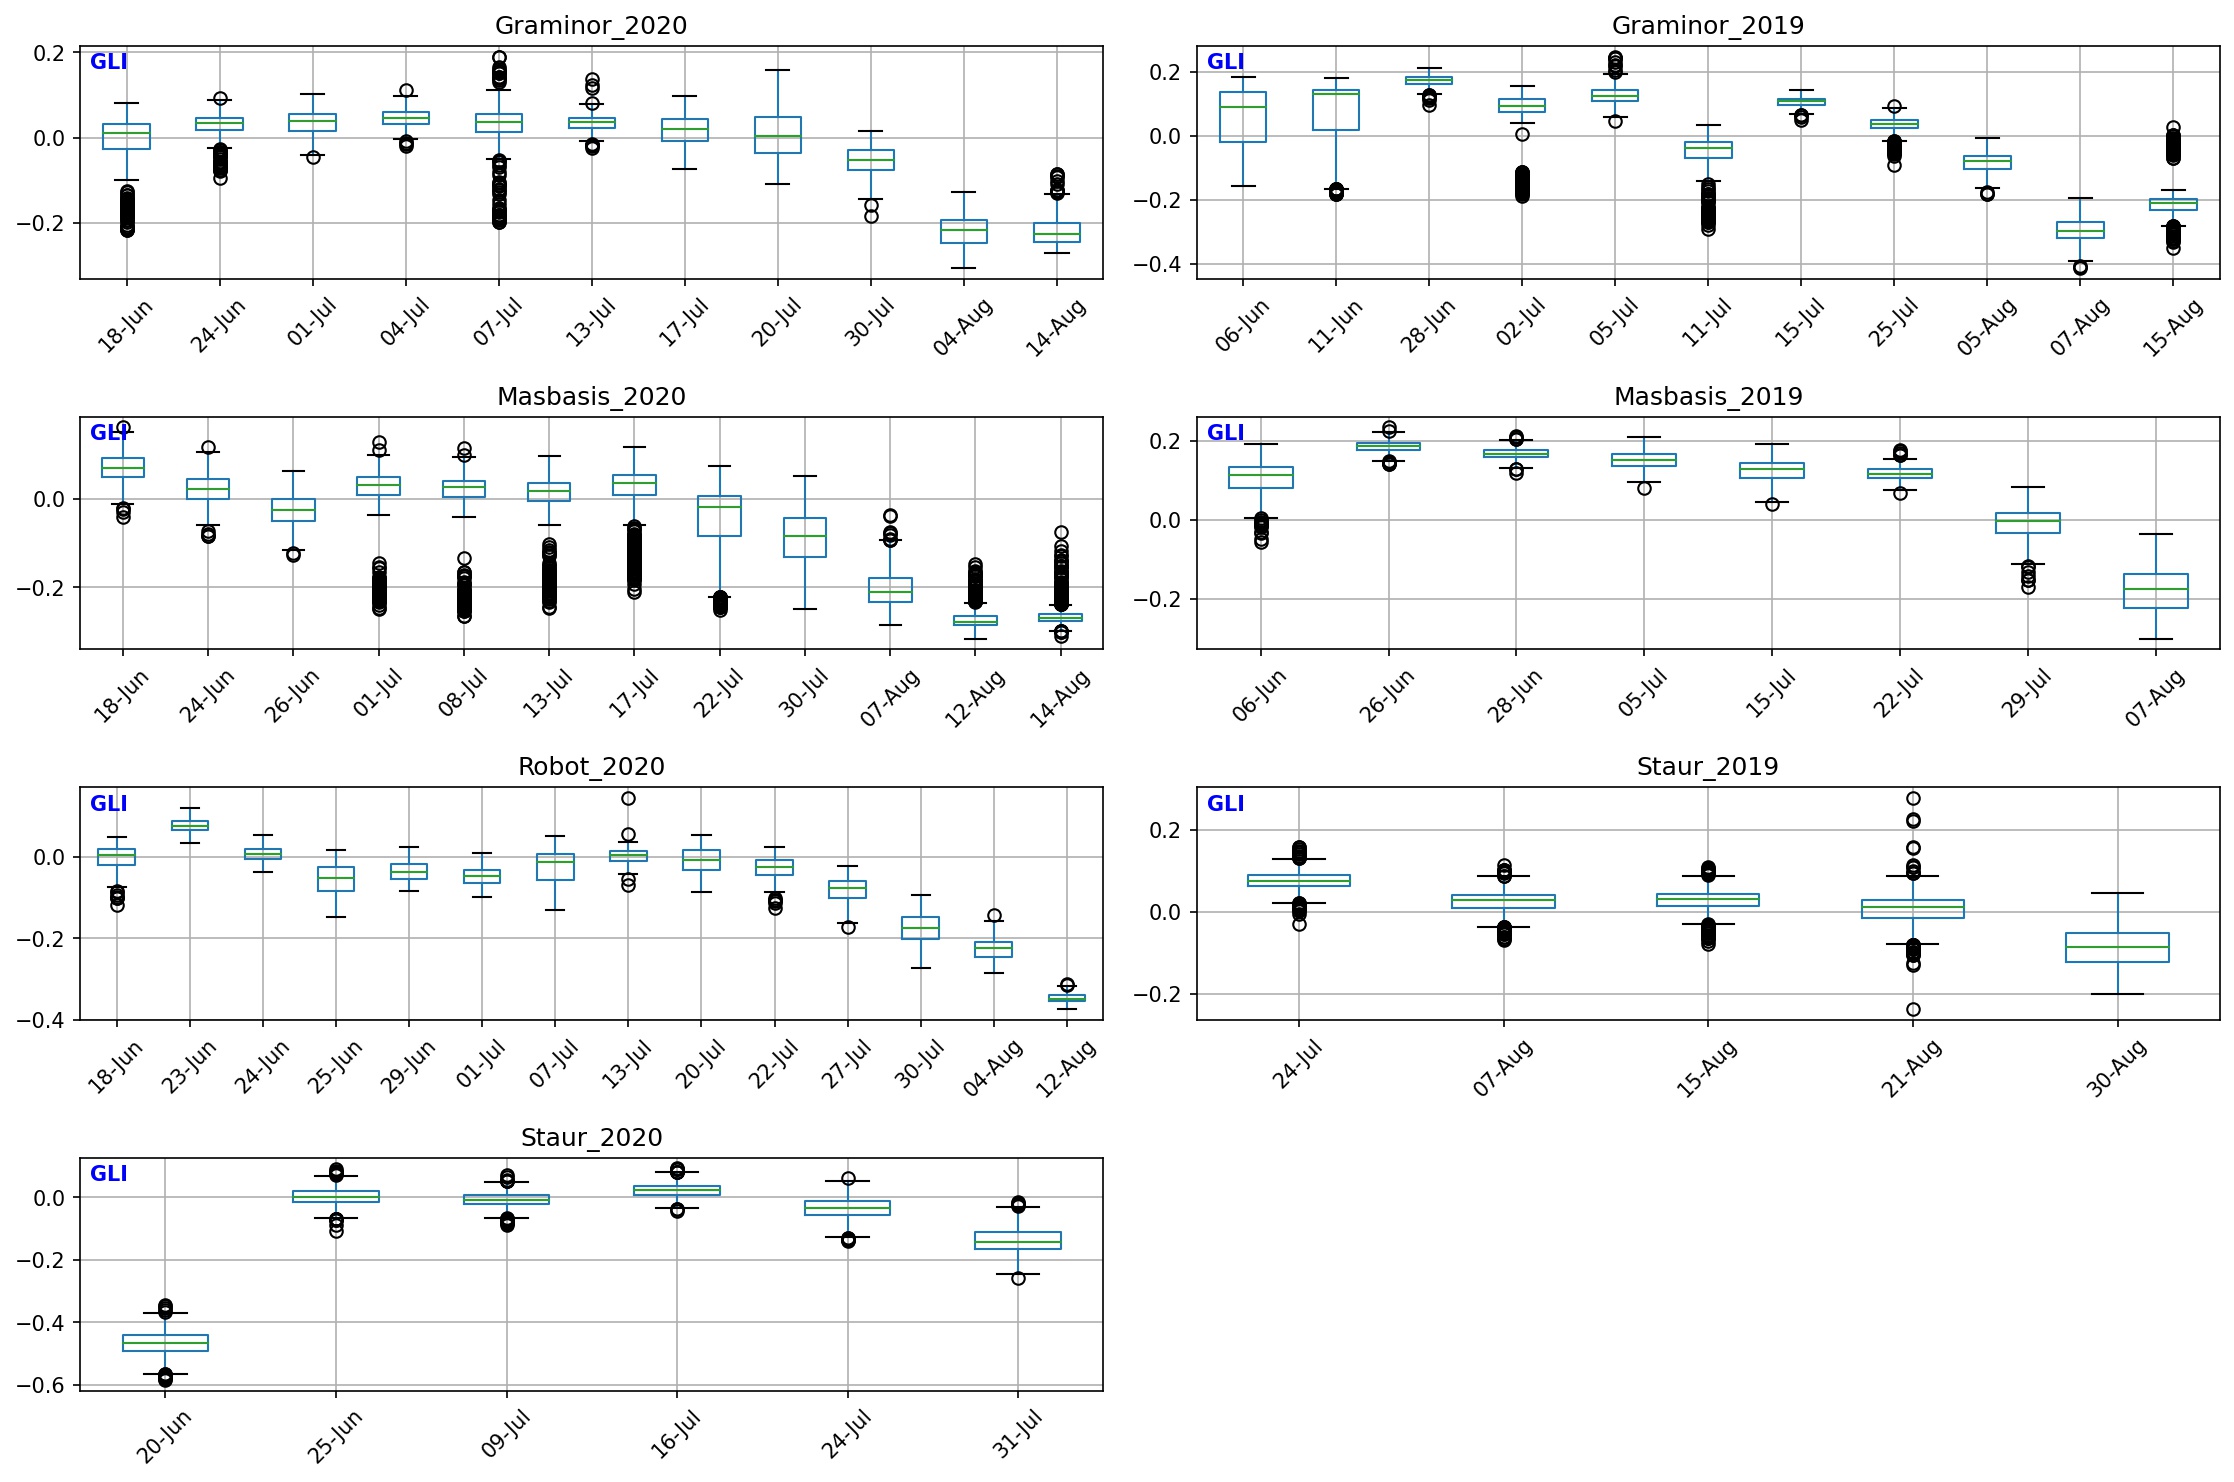 Graminor_2020
GLI
0.2
0.0
−0.2
18-Jun 24-Jun 01-Jul 04-Jul 07-Jul 13-Jul 17-Jul 20-Jul 30-Jul 04-Aug 14-Aug
Graminor_2019
GLI
0.2
0.0
−0.2
−0.4
06-Jun 11-Jun 28-Jun 02-Jul 05-Jul 11-Jul 15-Jul 25-Jul 05-Aug 07-Aug 15-Aug
Masbasis_2020
GLI
0.0
−0.2
18-Jun 24-Jun 26-Jun 01-Jul 08-Jul 13-Jul 17-Jul 22-Jul 30-Jul 07-Aug 12-Aug 14-Aug
Masbasis_2019
GLI
0.2
0.0
−0.2
06-Jun 26-Jun 28-Jun 05-Jul 15-Jul 22-Jul 29-Jul 07-Aug
Robot_2020
GLI
0.0
−0.2
−0.4
18-Jun 23-Jun 24-Jun 25-Jun 29-Jun 01-Jul 07-Jul 13-Jul 20-Jul 22-Jul 27-Jul 30-Jul 04-Aug 12-Aug
Staur_2019
GLI
0.2
0.0
−0.2
24-Jul 07-Aug 15-Aug 21-Aug 30-Aug
Staur_2020
GLI
0.0
−0.2
−0.4
−0.6
20-Jun 25-Jun 09-Jul 16-Jul 24-Jul 31-Jul